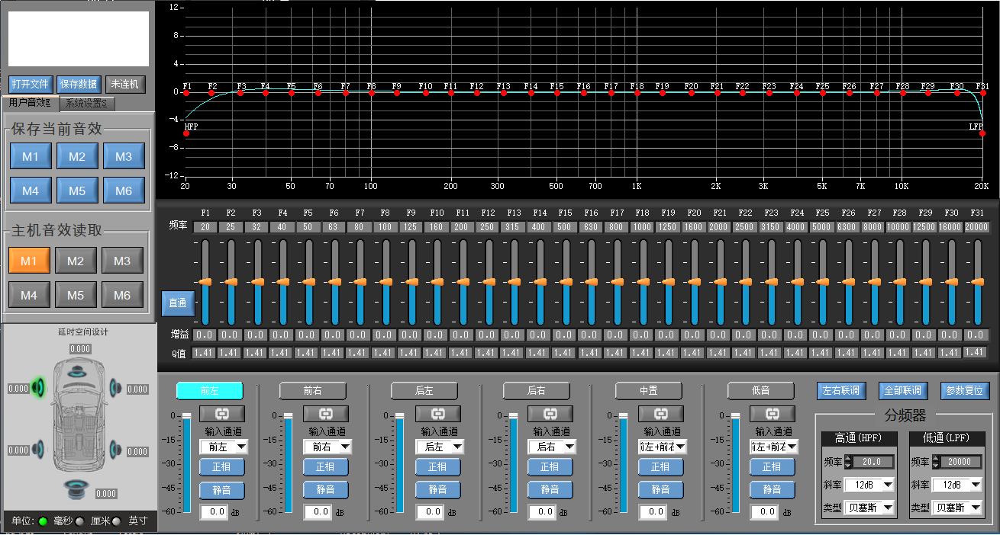 打开文件 保存数据 未连机
用户音效E 系统设置S
保存当前音效
M1 M2 M3
M4 M5 M6
主机音效读取
M1 M2 M3
M4 M5 M6
延时空间设计
0.000
0.000 0.000
0.000 0.000
0.000
单位: 毫秒 厘米 英寸
12
8
4
0
-4
-8
-12
F1 F2 F3 F4 F5 F6 F7 F8 F9 F10 F11 F12 F13 F14 F15 F16 F17 F18 F19 F20 F21 F22 F23 F24 F25 F26 F27 F28 F29 F30 F31
HFP LFP
20 30 50 70 100 200 300 500 700 1K 2K 3K 5K 7K 10K 20K
F1 F2 F3 F4 F5 F6 F7 F8 F9 F10 F11 F12 F13 F14 F15 F16 F17 F18 F19 F20 F21 F22 F23 F24 F25 F26 F27 F28 F29 F30 F31
频率 20 25 32 40 50 63 80 100 125 160 200 250 315 400 500 630 800 1000 1250 1600 2000 2500 3150 4000 5000 6300 8000 10000 12500 16000 20000
直通
增益 0.0 0.0 0.0 0.0 0.0 0.0 0.0 0.0 0.0 0.0 0.0 0.0 0.0 0.0 0.0 0.0 0.0 0.0 0.0 0.0 0.0 0.0 0.0 0.0 0.0 0.0 0.0 0.0 0.0 0.0 0.0
Q值 1.41 1.41 1.41 1.41 1.41 1.41 1.41 1.41 1.41 1.41 1.41 1.41 1.41 1.41 1.41 1.41 1.41 1.41 1.41 1.41 1.41 1.41 1.41 1.41 1.41 1.41 1.41 1.41 1.41 1.41 1.41
前左 前右 后左 后右 中置 低音
0 0 0 0 0 0
输入通道 输入通道 输入通道 输入通道 输入通道 输入通道
-15 前左 -15 前右 -15 后左 -15 后右 -15 前左+前右 -15 前左+前右
-30 正相 -30 正相 -30 正相 -30 正相 -30 正相 -30 正相
-45 静音 -45 静音 -45 静音 -45 静音 -45 静音 -45 静音
-60 0.0 dB -60 0.0 dB -60 0.0 dB -60 0.0 dB -60 0.0 dB -60 0.0 dB
左右联调 全部联调 参数复位
分频器
高通(HPF) 低通(LPF)
频率 20.0 频率 20000
斜率 12dB 斜率 12dB
类型 贝塞斯 类型 贝塞斯